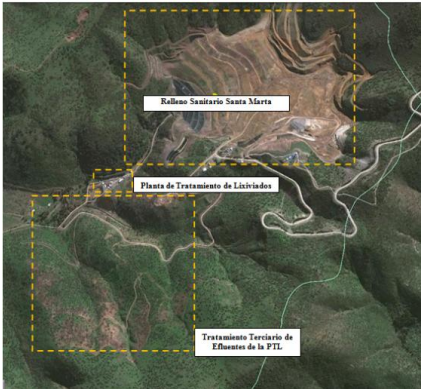 Relleno Sanitario Santa Marta
Planta de Tratamiento de Lixiviados
Tratamiento Terciario de
Efluentes de la PTL